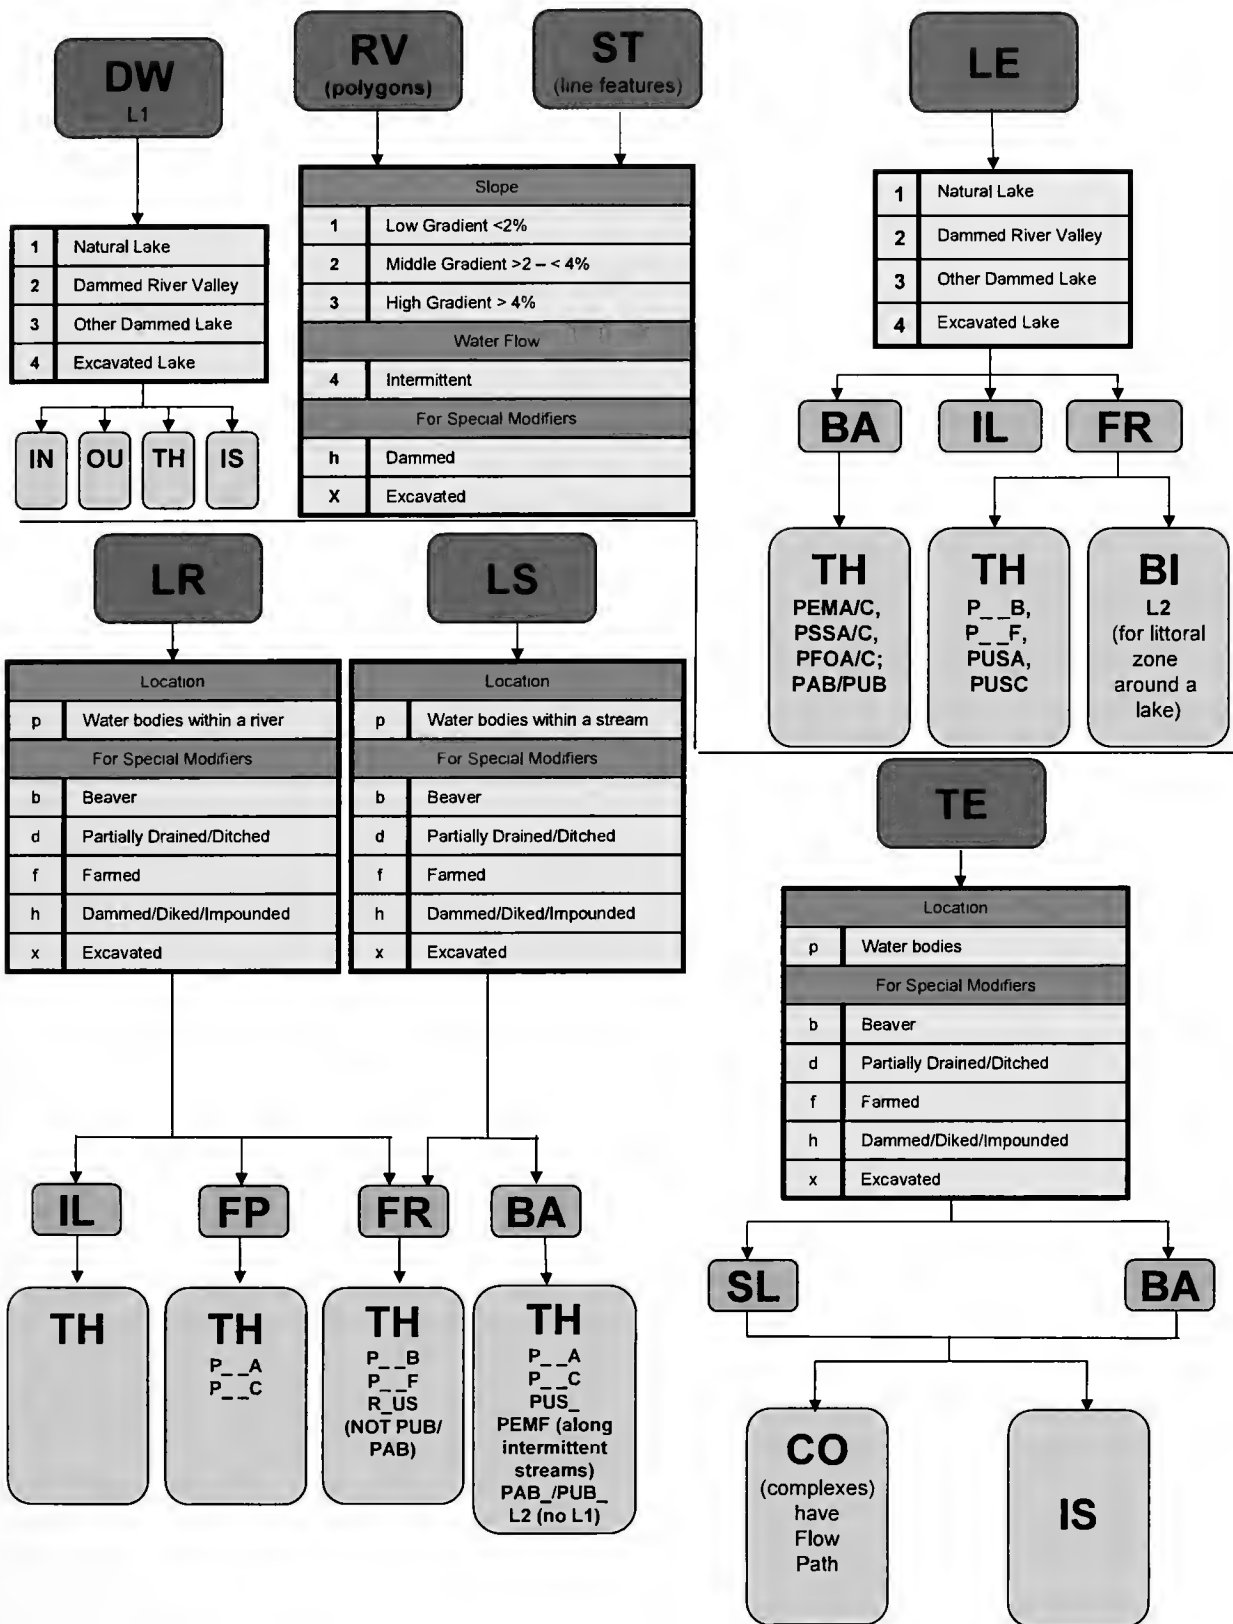 DW
L1
1 Natural Lake
2 Dammed River Valley
3 Other Dammed Lake
4 Excavated Lake
IN OU TH IS
RV
(polygons)
ST
(line features)
Slope
1 Low Gradient <2%
2 Middle Gradient >2 – < 4%
3 High Gradient > 4%
Water Flow
4 Intermittent
For Special Modifiers
h Dammed
X Excavated
LE
1 Natural Lake
2 Dammed River Valley
3 Other Dammed Lake
4 Excavated Lake
BA IL FR
TH
PEMA/C,
PSSA/C,
PFOA/C;
PAB/PUB
TH
P_ _B,
P_ _F,
PUSA,
PUSC
BI
L2
(for littoral
zone
around a
lake)
LR
Location
p Water bodies within a river
For Special Modifiers
b Beaver
d Partially Drained/Ditched
f Farmed
h Dammed/Diked/Impounded
x Excavated
LS
Location
p Water bodies within a stream
For Special Modifiers
b Beaver
d Partially Drained/Ditched
f Farmed
h Dammed/Diked/Impounded
x Excavated
IL FP FR BA
TH
TH
P_ _A
P_ _C
TH
P_ _B
P_ _F
R_US
(NOT PUB/
PAB)
TH
P_ _A
P_ _C
PUS_
PEMF (along
intermittent
streams)
PAB_/PUB_
L2 (no L1)
TE
Location
p Water bodies
For Special Modifiers
b Beaver
d Partially Drained/Ditched
f Farmed
h Dammed/Diked/Impounded
x Excavated
SL BA
CO
(complexes)
have
Flow
Path
IS